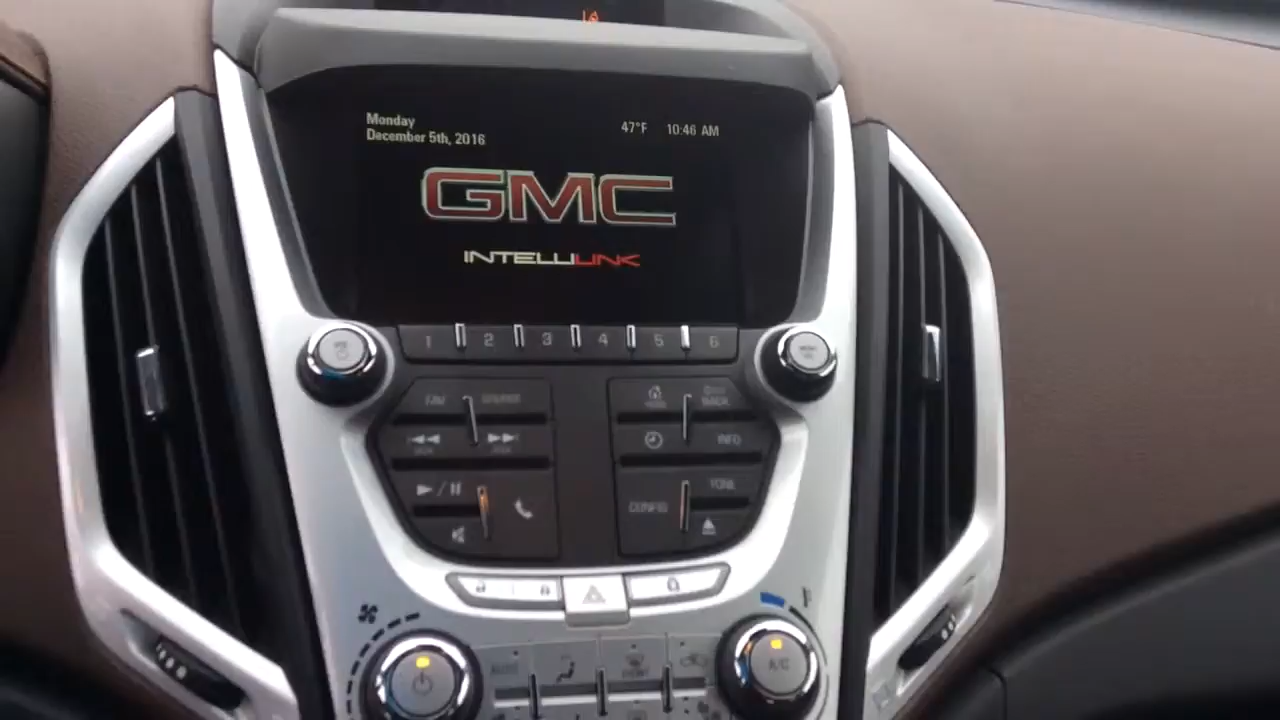 Monday
December 5th, 2016
47°F 10:46 AM
GMC
INTELLILINK
1 2 3 4 5 6
FAV
BACK
INFO
CONFIG TONE
A/C